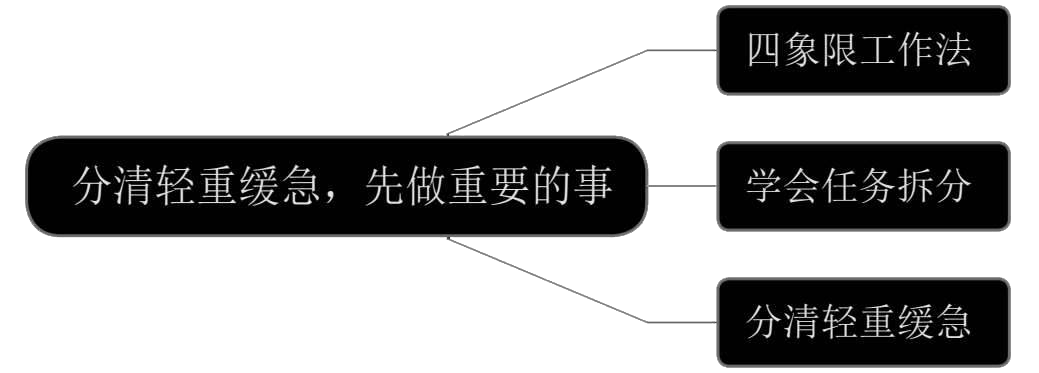 四象限工作法
分清轻重缓急，先做重要的事
学会任务拆分
分清轻重缓急